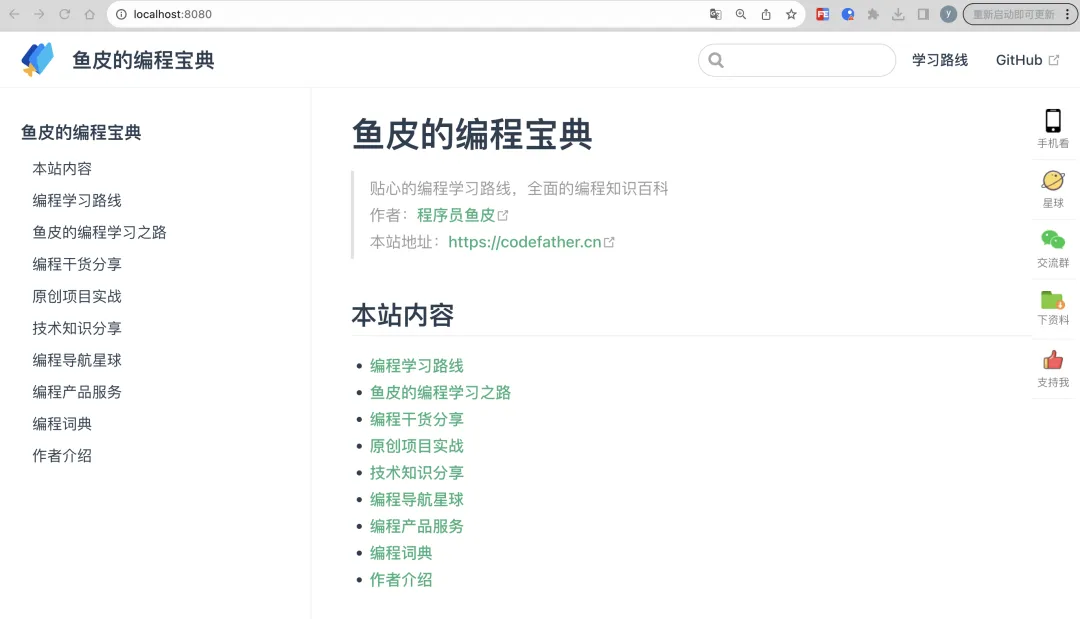 localhost:8080
重新启动即可更新
鱼皮的编程宝典
学习路线
GitHub
鱼皮的编程宝典
本站内容
编程学习路线
鱼皮的编程学习之路
编程干货分享
原创项目实战
技术知识分享
编程导航星球
编程产品服务
编程词典
作者介绍
鱼皮的编程宝典
贴心的编程学习路线，全面的编程知识百科
作者：程序员鱼皮
本站地址：https://codefather.cn
本站内容
编程学习路线
鱼皮的编程学习之路
编程干货分享
原创项目实战
技术知识分享
编程导航星球
编程产品服务
编程词典
作者介绍
手机看
星球
交流群
下资料
支持我